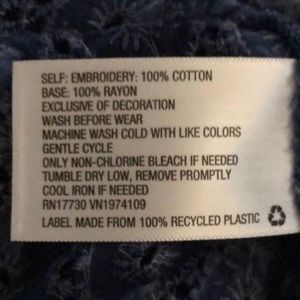 SELF: EMBROIDERY: 100% COTTON
BASE: 100% RAYON
EXCLUSIVE OF DECORATION
WASH BEFORE WEAR
MACHINE WASH COLD WITH LIKE COLORS
GENTLE CYCLE
ONLY NON-CHLORINE BLEACH IF NEEDED
TUMBLE DRY LOW, REMOVE PROMPTLY
COOL IRON IF NEEDED
RN17730 VN1974109
LABEL MADE FROM 100% RECYCLED PLASTIC